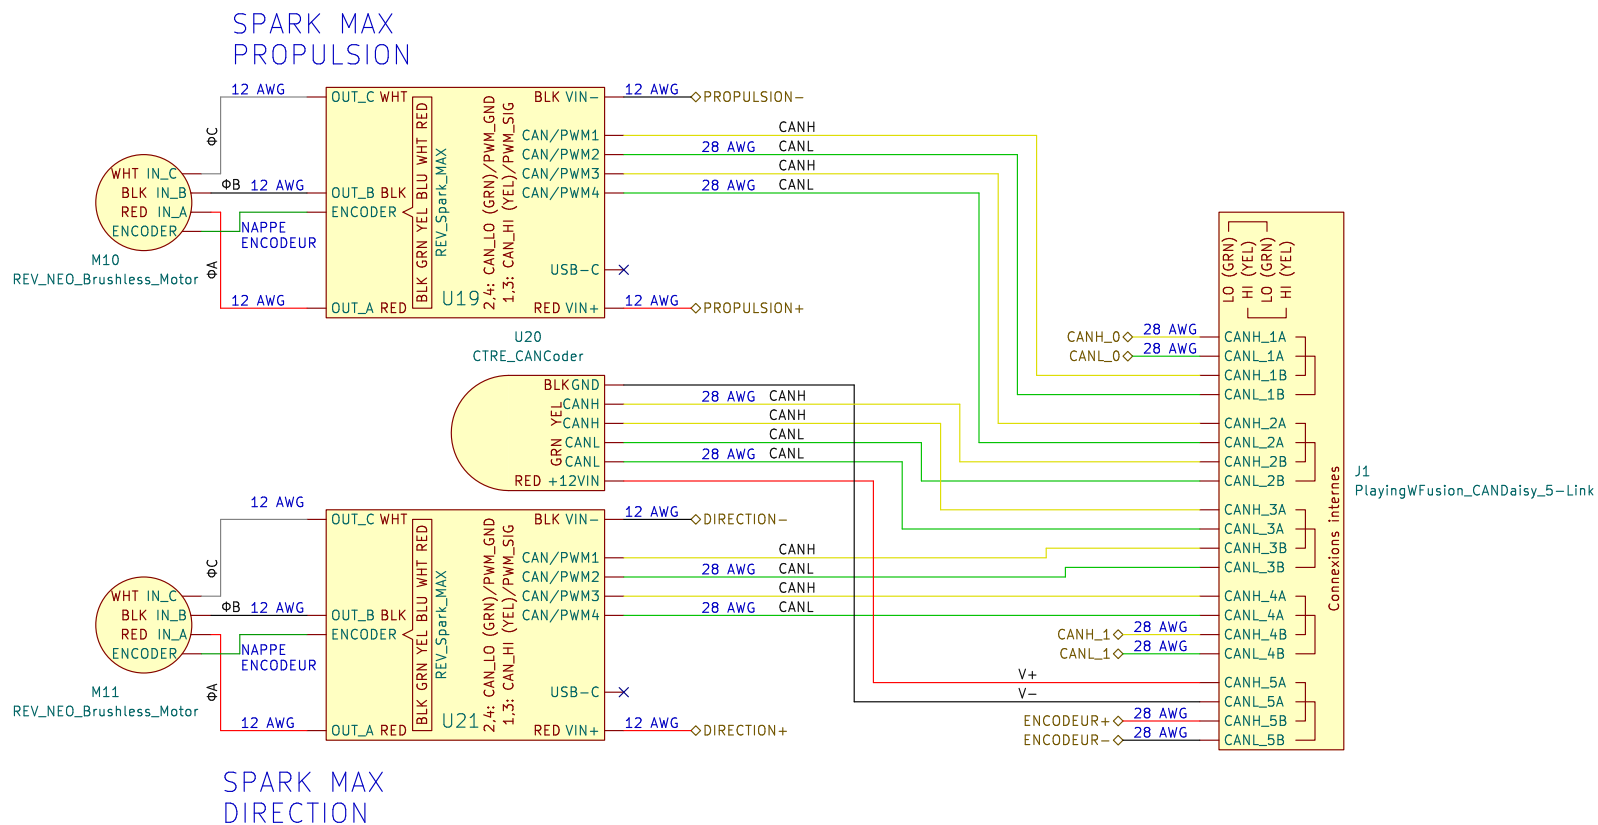 SPARK MAX
PROPULSION
12 AWG
ΦC
WHT IN_C
BLK IN_B
RED IN_A
ENCODER
M10
REV_NEO_Brushless_Motor
ΦB
12 AWG
NAPPE
ENCODEUR
ΦA
12 AWG
OUT_C WHT
OUT_B BLK
ENCODER
OUT_A RED
BLK GRN YEL BLU WHT RED
REV_Spark_MAX
U19
2,4: CAN_LO (GRN)/PWM_GND
1,3: CAN_HI (YEL)/PWM_SIG
BLK VIN-
CAN/PWM1
CAN/PWM2
CAN/PWM3
CAN/PWM4
USB-C
RED VIN+
12 AWG
PROPULSION-
CANH
28 AWG
CANL
CANH
28 AWG
CANL
12 AWG
PROPULSION+
U20
CTRE_CANCoder
BLK GND
YEL
CANH
CANH
GRN
CANL
CANL
RED +12VIN
28 AWG
CANH
CANH
CANL
28 AWG
CANL
12 AWG
ΦC
WHT IN_C
BLK IN_B
RED IN_A
ENCODER
M11
REV_NEO_Brushless_Motor
ΦB
12 AWG
NAPPE
ENCODEUR
ΦA
12 AWG
OUT_C WHT
OUT_B BLK
ENCODER
OUT_A RED
BLK GRN YEL BLU WHT RED
REV_Spark_MAX
U21
2,4: CAN_LO (GRN)/PWM_GND
1,3: CAN_HI (YEL)/PWM_SIG
BLK VIN-
CAN/PWM1
CAN/PWM2
CAN/PWM3
CAN/PWM4
USB-C
RED VIN+
12 AWG
DIRECTION-
CANH
28 AWG
CANL
CANH
28 AWG
CANL
12 AWG
DIRECTION+
V+
V-
CANH_0
28 AWG
CANL_0
28 AWG
CANH_1
28 AWG
CANL_1
28 AWG
ENCODEUR+
28 AWG
ENCODEUR-
28 AWG
LO (GRN)
HI (YEL)
LO (GRN)
HI (YEL)
CANH_1A
CANL_1A
CANH_1B
CANL_1B
CANH_2A
CANL_2A
CANH_2B
CANL_2B
CANH_3A
CANL_3A
CANH_3B
CANL_3B
CANH_4A
CANL_4A
CANH_4B
CANL_4B
CANH_5A
CANL_5A
CANH_5B
CANL_5B
Connexions internes
J1
PlayingWFusion_CANDaisy_5-Link
SPARK MAX
DIRECTION